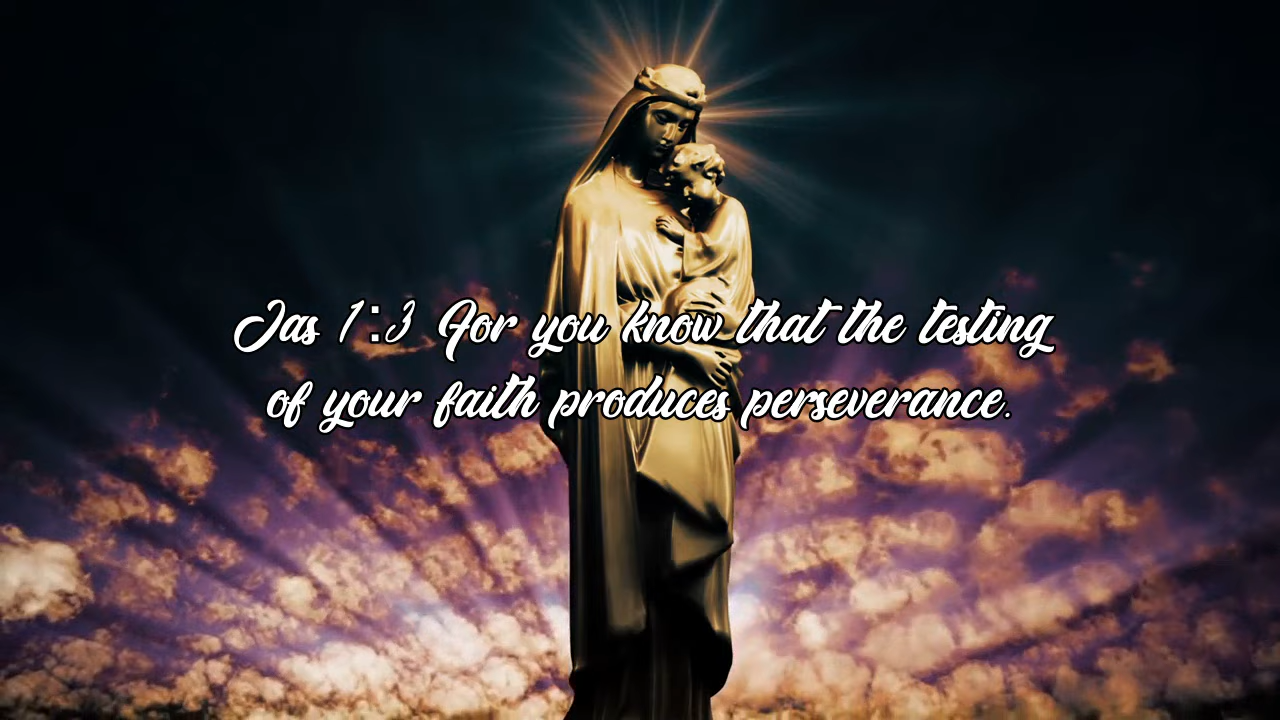 Jas 1:3 For you know that the testing
of your faith produces perseverance.